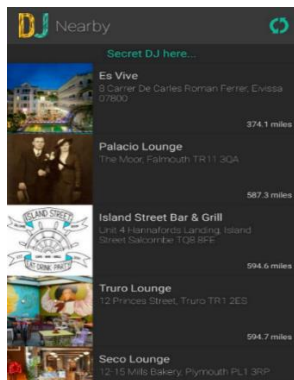 DJ Nearby
Secret DJ here...
Es Vive
8 Carrer De Carles Roman Ferrer, Eivissa
07800
374.1 miles
Palacio Lounge
The Moor, Falmouth TR11 3QA
587.3 miles
ISLAND STREET
EAT DRINK PARTY
Island Street Bar & Grill
Unit 4 Hannafords Landing, Island
Street Salcombe TQ8 8FE
594.6 miles
Truro Lounge
12 Princes Street, Truro TR1 2ES
594.7 miles
Seco Lounge
12-15 Mills Bakery, Plymouth PL1 3RP